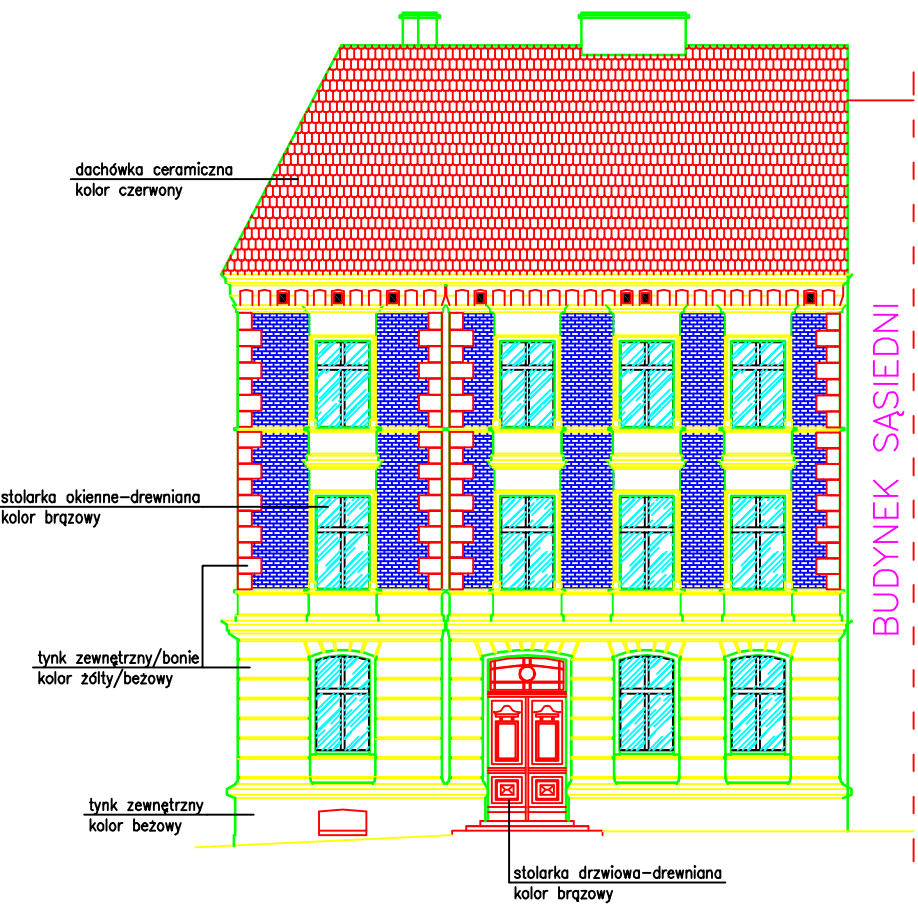 dachówka ceramiczna
kolor czerwony
BUDYNEK SĄSIEDNI
stolarka okienne-drewniana
kolor brązowy
tynk zewnętrzny/bonie
kolor żólty/beżowy
tynk zewnętrzny
kolor beżowy
stolarka drzwiowa-drewniana
kolor brązowy